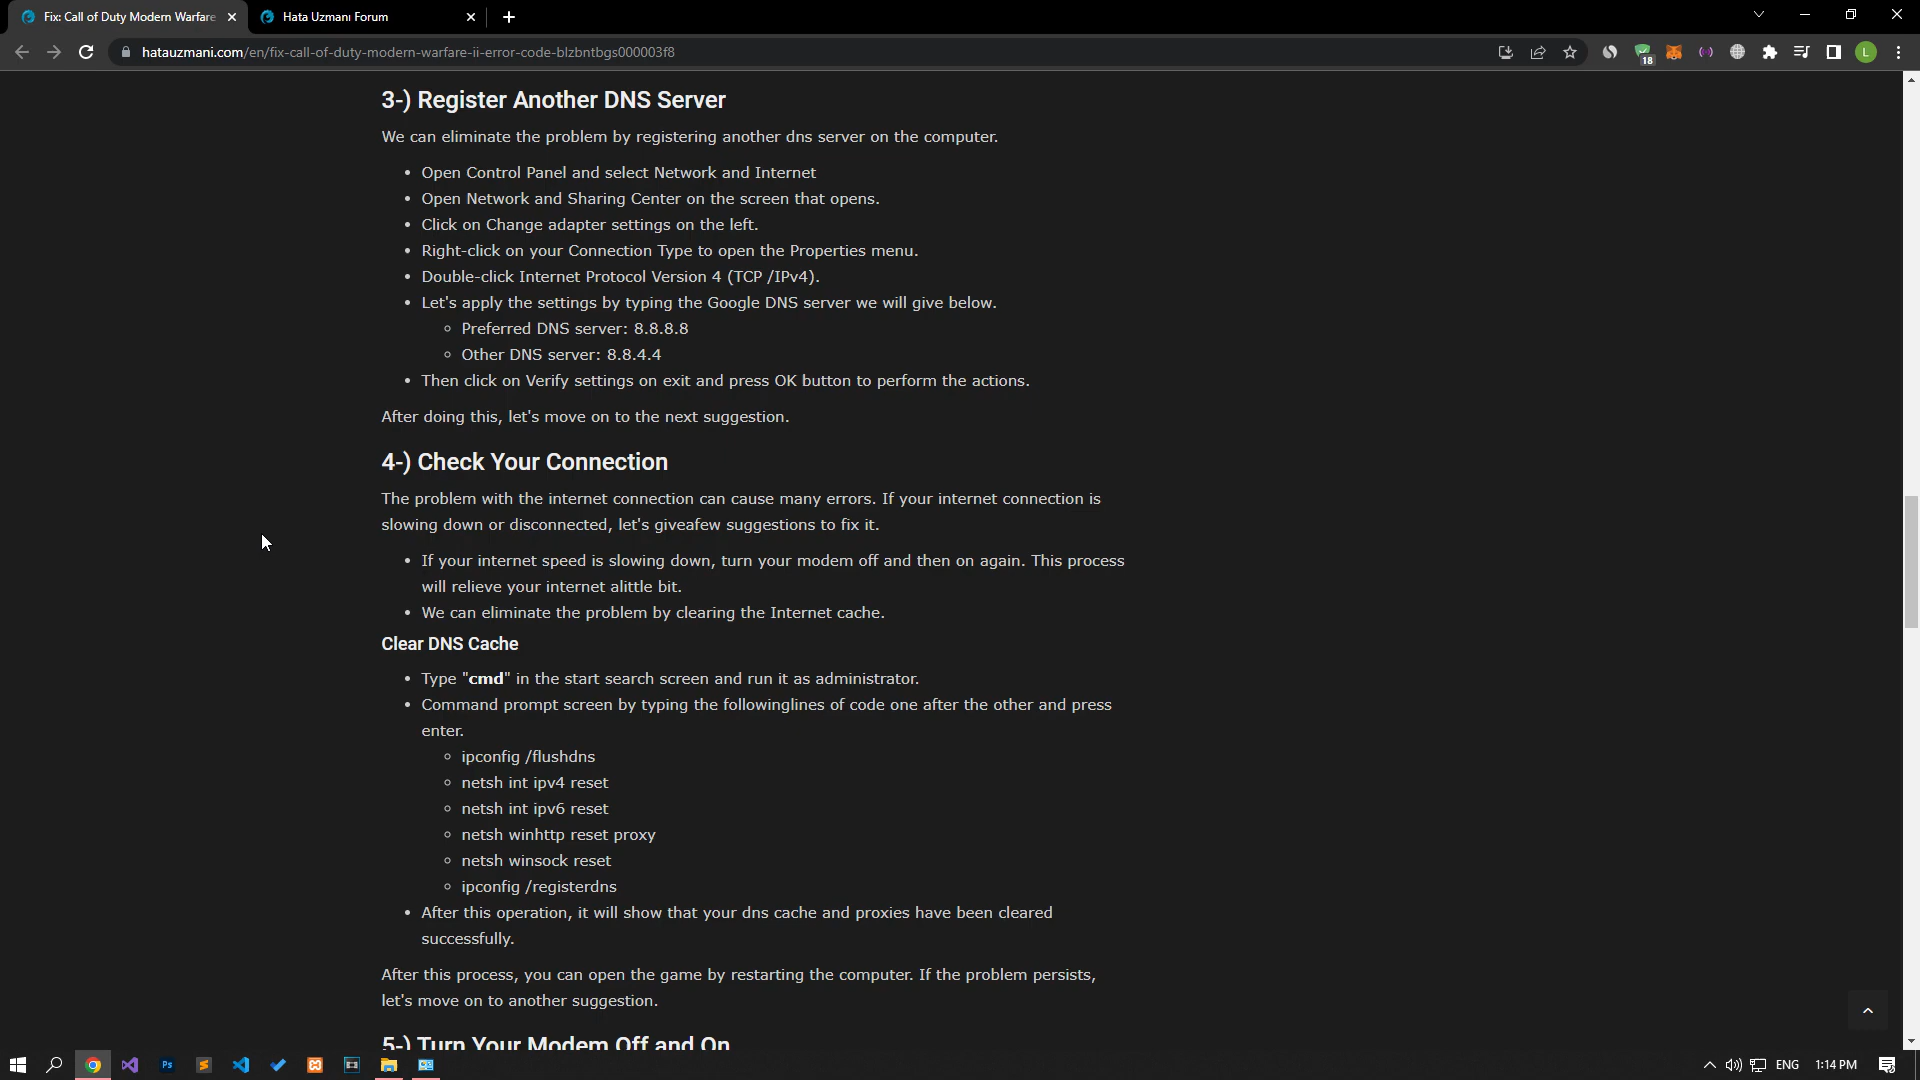 Fix: Call of Duty Modern Warfare
Hata Uzmanı Forum
hatauzmani.com/en/fix-call-of-duty-modern-warfare-ii-error-code-blzbntbgs000003f8
18
L
3-) Register Another DNS Server
We can eliminate the problem by registering another dns server on the computer.
• Open Control Panel and select Network and Internet
• Open Network and Sharing Center on the screen that opens.
• Click on Change adapter settings on the left.
• Right-click on your Connection Type to open the Properties menu.
• Double-click Internet Protocol Version 4 (TCP /IPv4).
• Let's apply the settings by typing the Google DNS server we will give below.
◦ Preferred DNS server: 8.8.8.8
◦ Other DNS server: 8.8.4.4
• Then click on Verify settings on exit and press OK button to perform the actions.
After doing this, let's move on to the next suggestion.
4-) Check Your Connection
The problem with the internet connection can cause many errors. If your internet connection is
slowing down or disconnected, let's giveafew suggestions to fix it.
• If your internet speed is slowing down, turn your modem off and then on again. This process
will relieve your internet alittle bit.
• We can eliminate the problem by clearing the Internet cache.
Clear DNS Cache
• Type "cmd" in the start search screen and run it as administrator.
• Command prompt screen by typing the followinglines of code one after the other and press
enter.
◦ ipconfig /flushdns
◦ netsh int ipv4 reset
◦ netsh int ipv6 reset
◦ netsh winhttp reset proxy
◦ netsh winsock reset
◦ ipconfig /registerdns
• After this operation, it will show that your dns cache and proxies have been cleared
successfully.
After this process, you can open the game by restarting the computer. If the problem persists,
let's move on to another suggestion.
5-) Turn Your Modem Off and On
Ps
ENG
1:14 PM